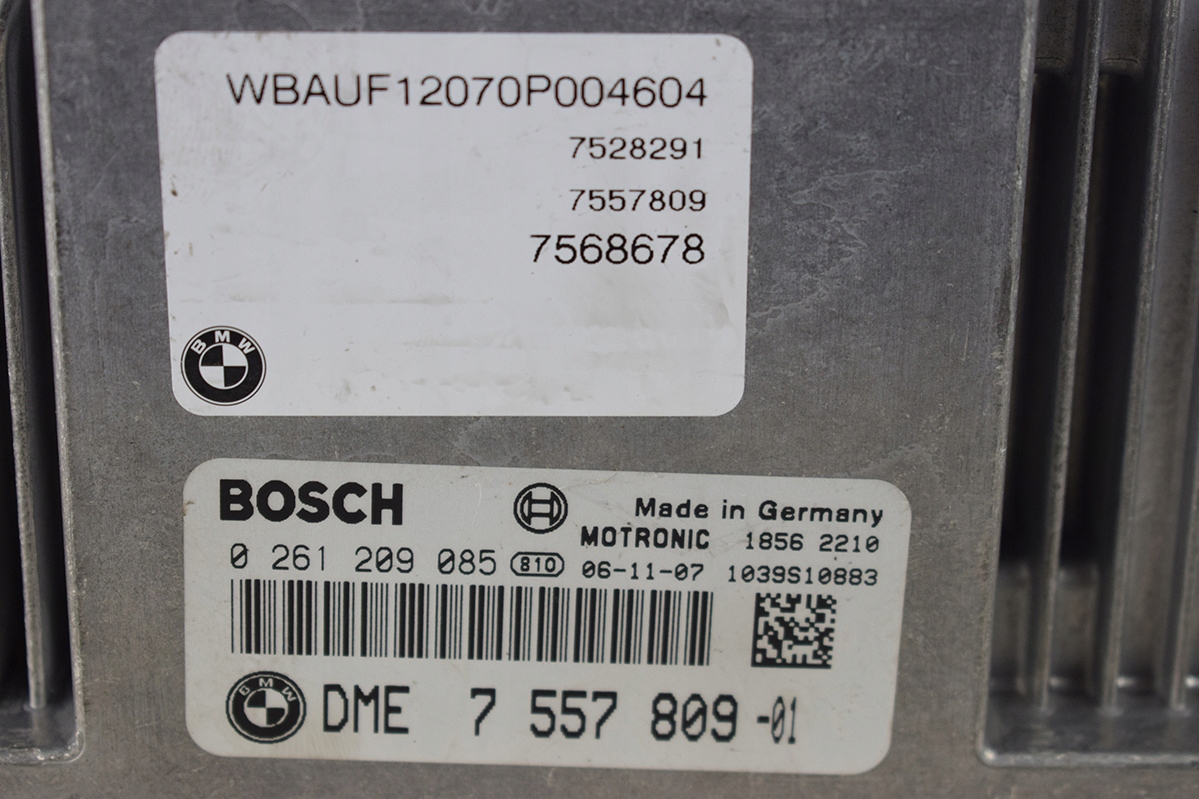 WBAUF12070P004604
7528291
7557809
7568678
BMW
BOSCH
Made in Germany
MOTRONIC 1856 2210
0 261 209 085 810 06-11-07 1039S10883
BMW DME 7 557 809 -01